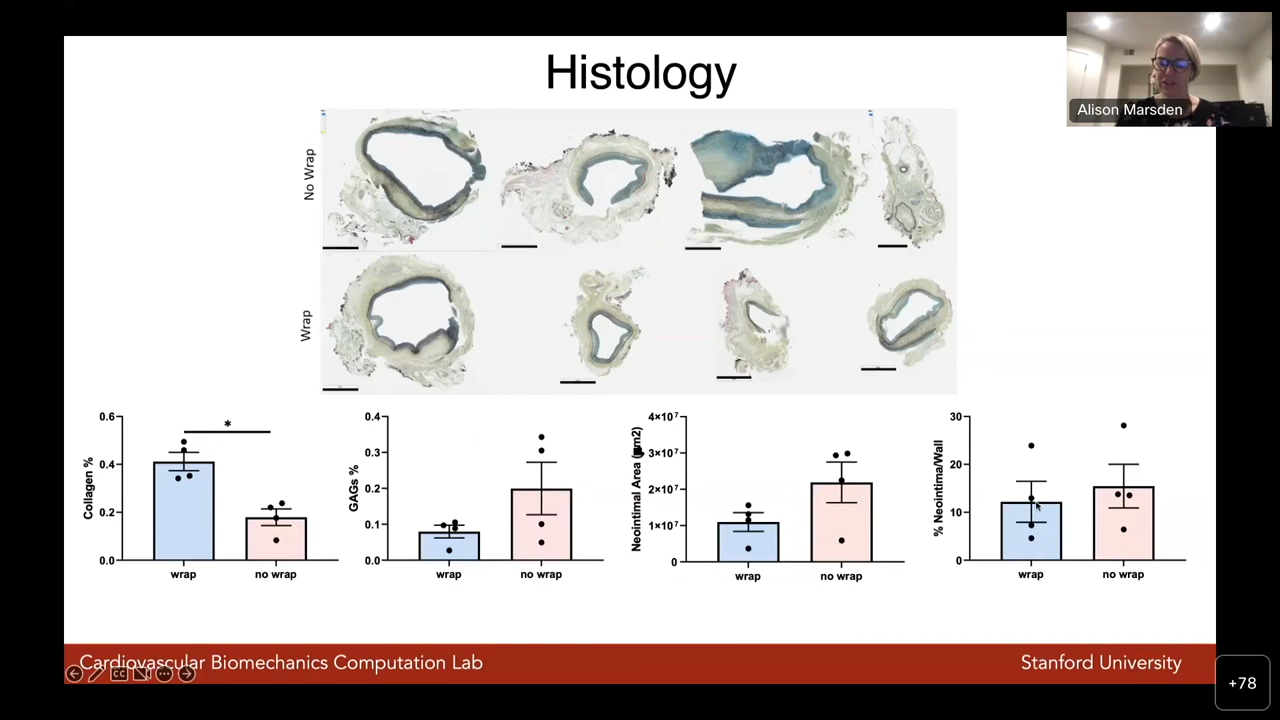 Histology
Alison Marsden
No Wrap
Wrap
0.6
0.4
0.2
0.0
Collagen %
*
wrap
no wrap
0.4
0.3
0.2
0.1
0.0
GAGs %
wrap
no wrap
4×10⁷
3×10⁷
2×10⁷
1×10⁷
0
Neointimal Area (µm2)
wrap
no wrap
30
20
10
0
% Neointima/Wall
wrap
no wrap
Cardiovascular Biomechanics Computation Lab
Stanford University
CC
+78